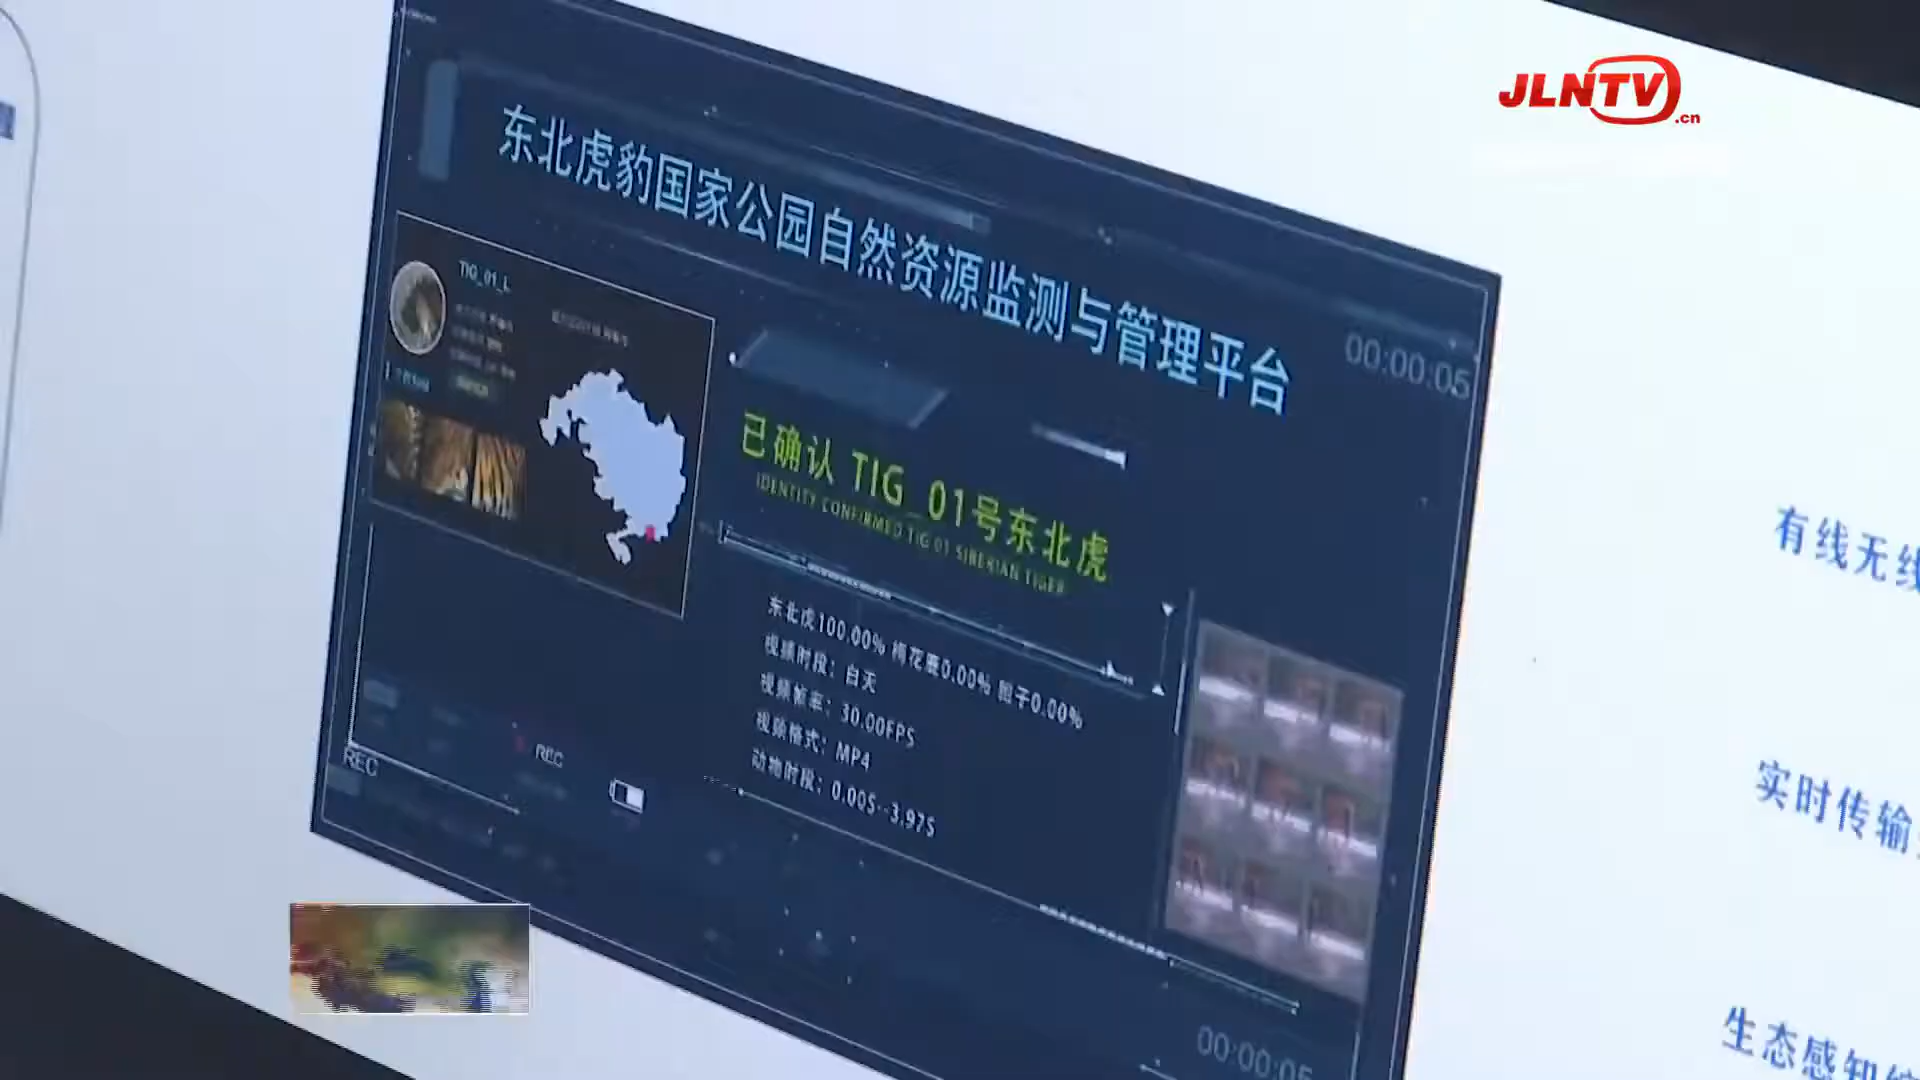 JLNTV.cn
东北虎豹国家公园自然资源监测与管理平台
00:00:05
TIG_01_L
已确认 TIG_01号东北虎
IDENTITY CONFIRMED TIG 01 SIBERIAN TIGER
东北虎100.00% 梅花鹿0.00% 狍子0.00%
视频时段：白天
视频帧率：30.00FPS
视频格式：MP4
动物时段：0.00S--3.97S
REC
REC
00:00:05
有线无线
实时传输
生态感知